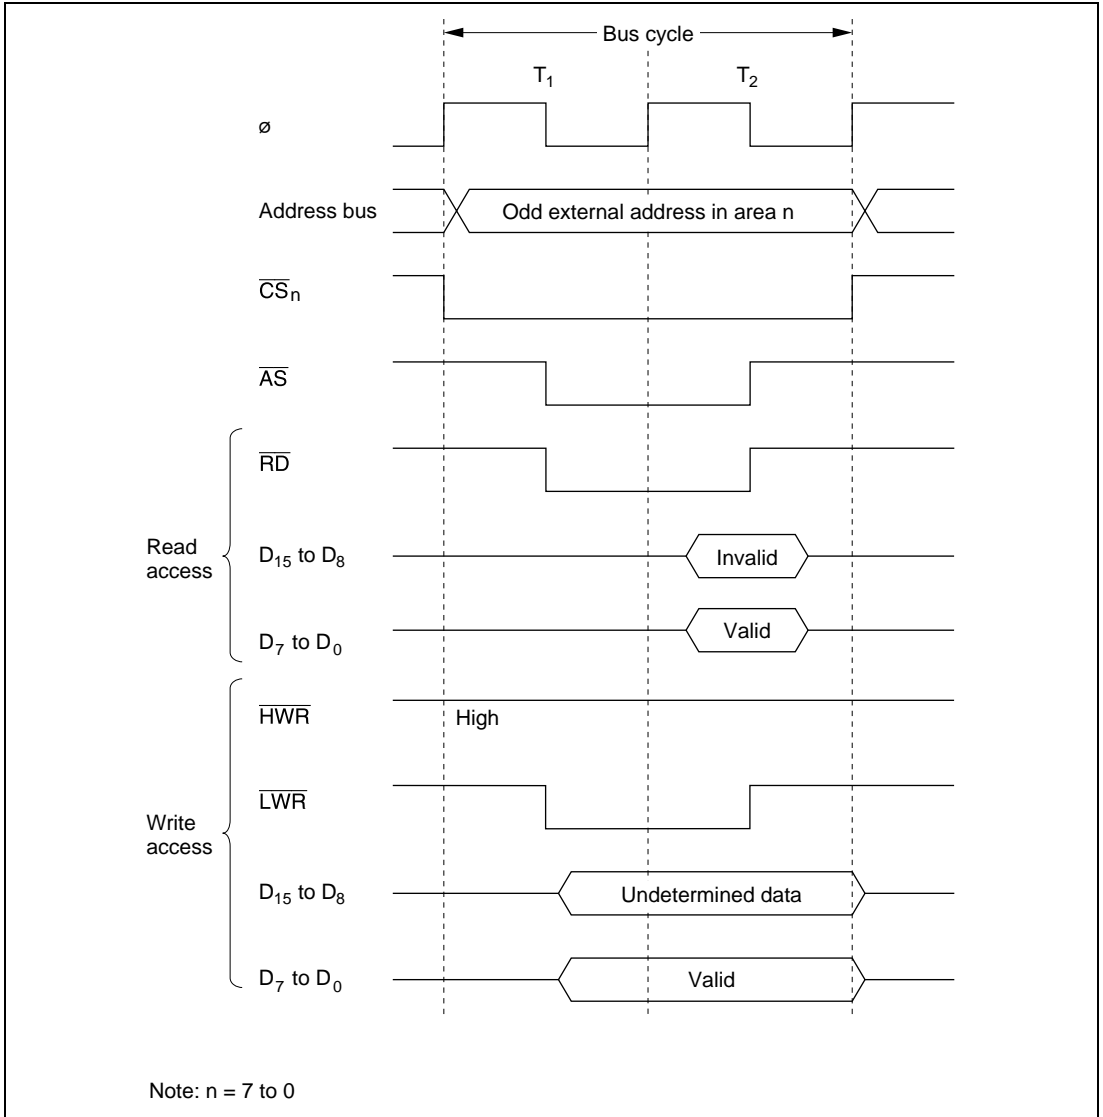 Bus cycle
T1 T2
ø
Address bus Odd external address in area n
CSn
AS
RD
Read access
D15 to D8 Invalid
D7 to D0 Valid
HWR High
LWR
Write access
D15 to D8 Undetermined data
D7 to D0 Valid
Note: n = 7 to 0